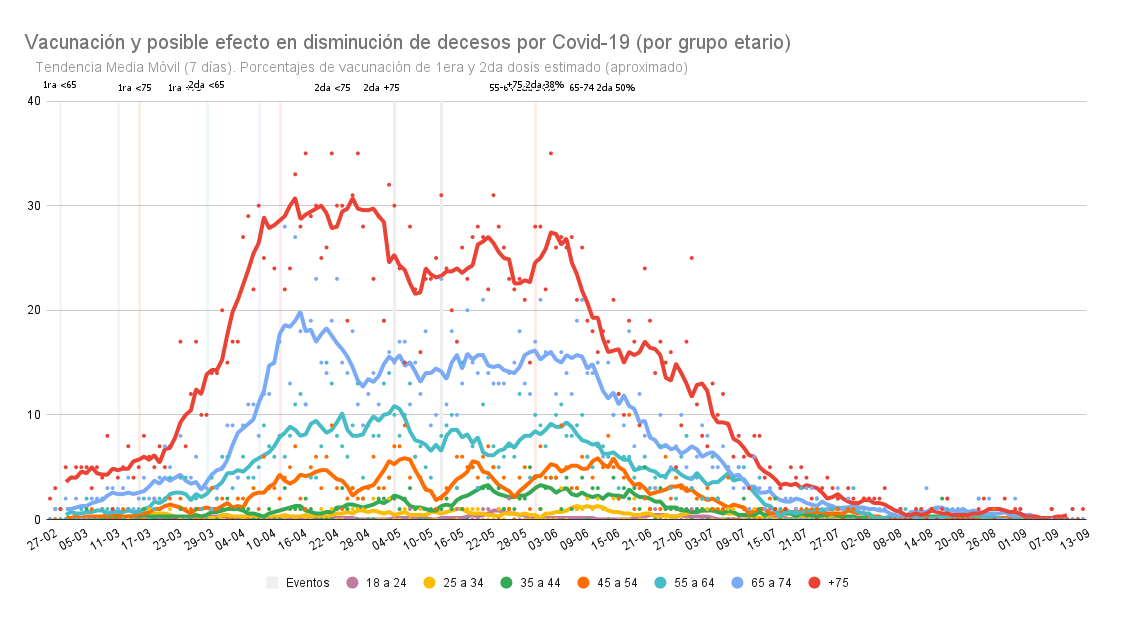 Vacunación y posible efecto en disminución de decesos por Covid-19 (por grupo etario)
Tendencia Media Móvil (7 días). Porcentajes de vacunación de 1era y 2da dosis estimado (aproximado)
1ra <65 1ra <75 1ra 2da <65 2da <75 2da +75 +75 2da 38% 65-74 2da 50%
40
30
20
10
0
27-02 05-03 11-03 17-03 23-03 29-03 04-04 10-04 16-04 22-04 28-04 04-05 10-05 16-05 22-05 28-05 03-06 09-06 15-06 21-06 27-06 03-07 09-07 15-07 21-07 27-07 02-08 08-08 14-08 20-08 26-08 01-09 07-09 13-09
Eventos 18 a 24 25 a 34 35 a 44 45 a 54 55 a 64 65 a 74 +75